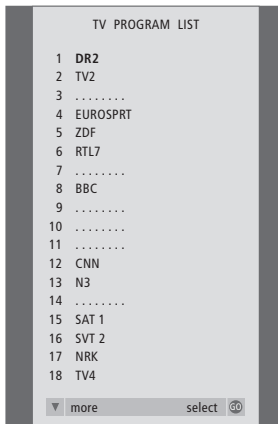 TV PROGRAM LIST
1 DR2
2 TV2
3 ........
4 EUROSPRT
5 ZDF
6 RTL7
7 ........
8 BBC
9 ........
10 ........
11 ........
12 CNN
13 N3
14 ........
15 SAT 1
16 SVT 2
17 NRK
18 TV4
▼ more select GO